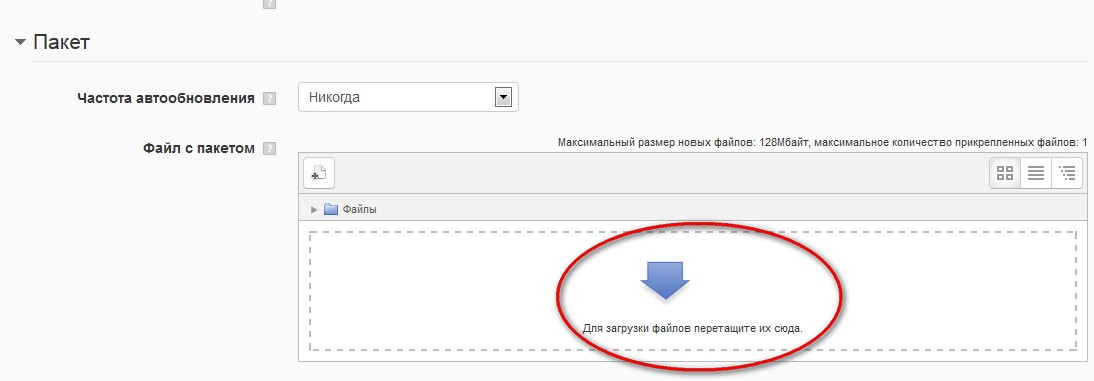 Пакет
Частота автообновления
Никогда
Файл с пакетом
Максимальный размер новых файлов: 128Мбайт, максимальное количество прикрепленных файлов: 1
Файлы
Для загрузки файлов перетащите их сюда.